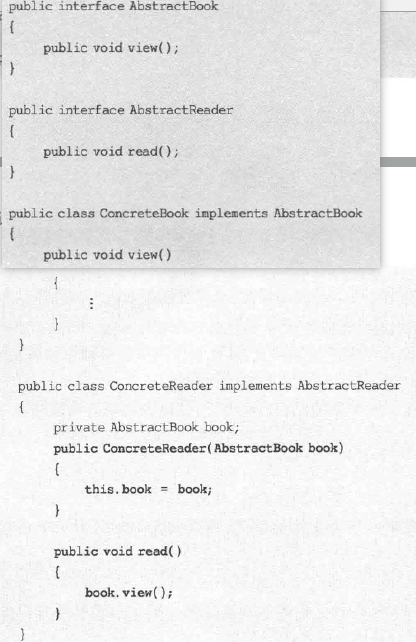 public interface AbstractBook
{
public void view();
}
public interface AbstractReader
{
public void read();
}
public class ConcreteBook implements AbstractBook
{
public void view()
{
⋮
}
}
public class ConcreteReader implements AbstractReader
{
private AbstractBook book;
public ConcreteReader(AbstractBook book)
{
this.book = book;
}
public void read()
{
book.view();
}
}